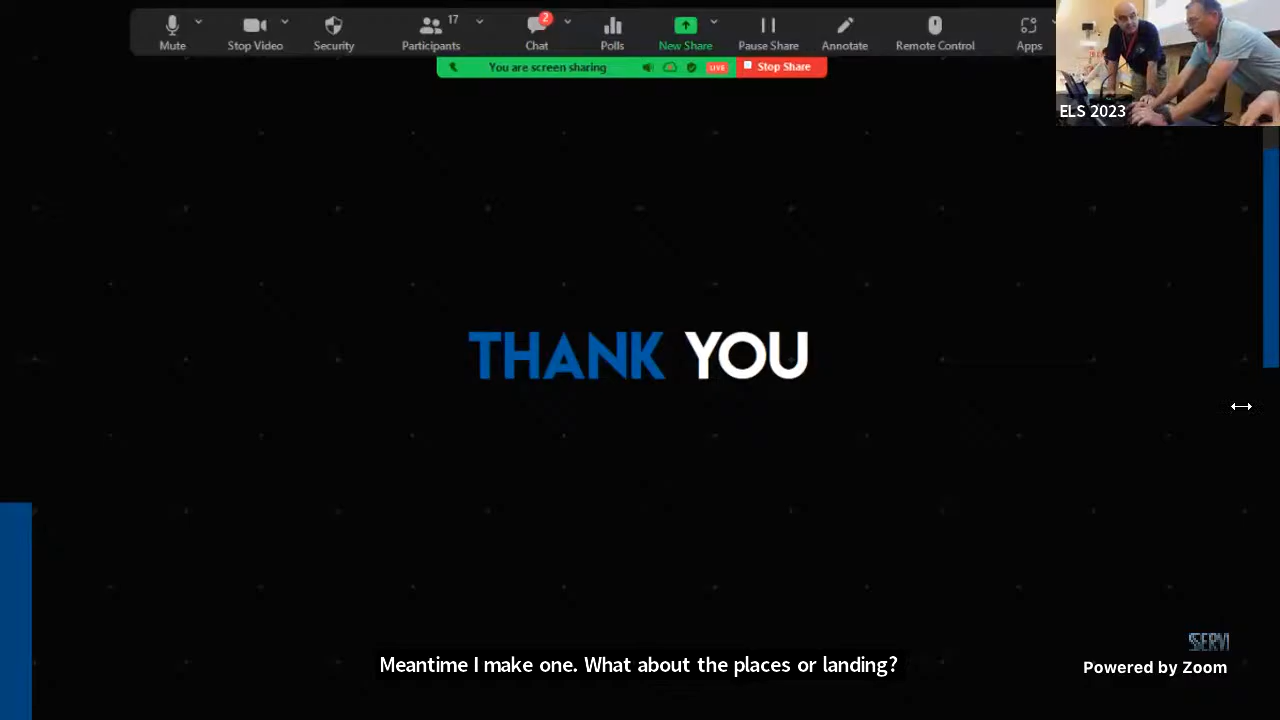 17
2
Mute
Stop Video
Security
Participants
Chat
Polls
New Share
Pause Share
Annotate
Remote Control
Apps
You are screen sharing
LIVE
Stop Share
ELS 2023
THANK YOU
SERVI
Meantime I make one. What about the places or landing?
Powered by Zoom